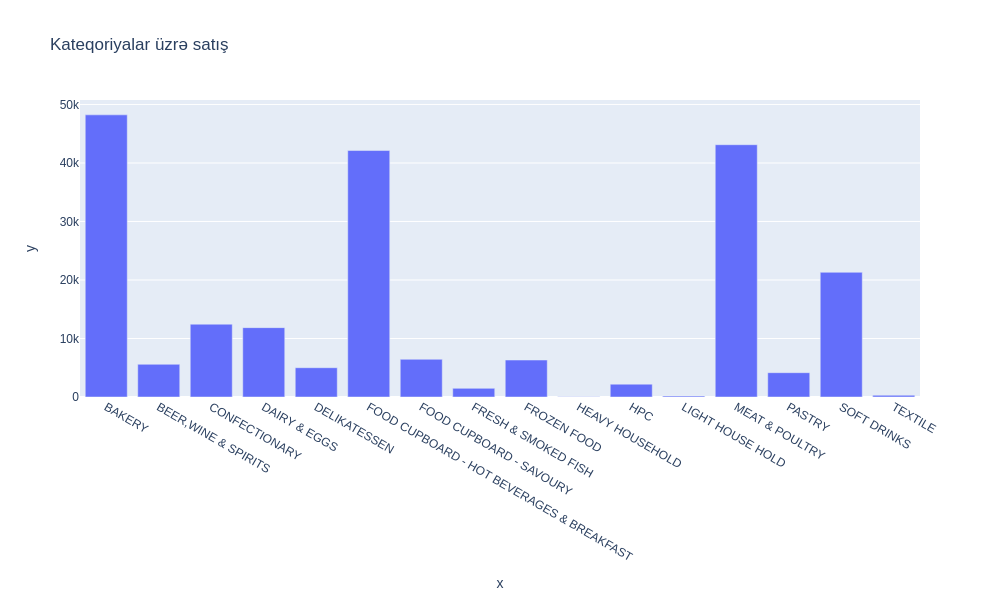 Kateqoriyalar üzrə satış
50k
40k
30k
20k
10k
0
y
BAKERY
BEER,WINE & SPIRITS
CONFECTIONARY
DAIRY & EGGS
DELIKATESSEN
FOOD CUPBOARD - HOT BEVERAGES & BREAKFAST
FOOD CUPBOARD - SAVOURY
FRESH & SMOKED FISH
FROZEN FOOD
HEAVY HOUSEHOLD
HPC
LIGHT HOUSE HOLD
MEAT & POULTRY
PASTRY
SOFT DRINKS
TEXTILE
x